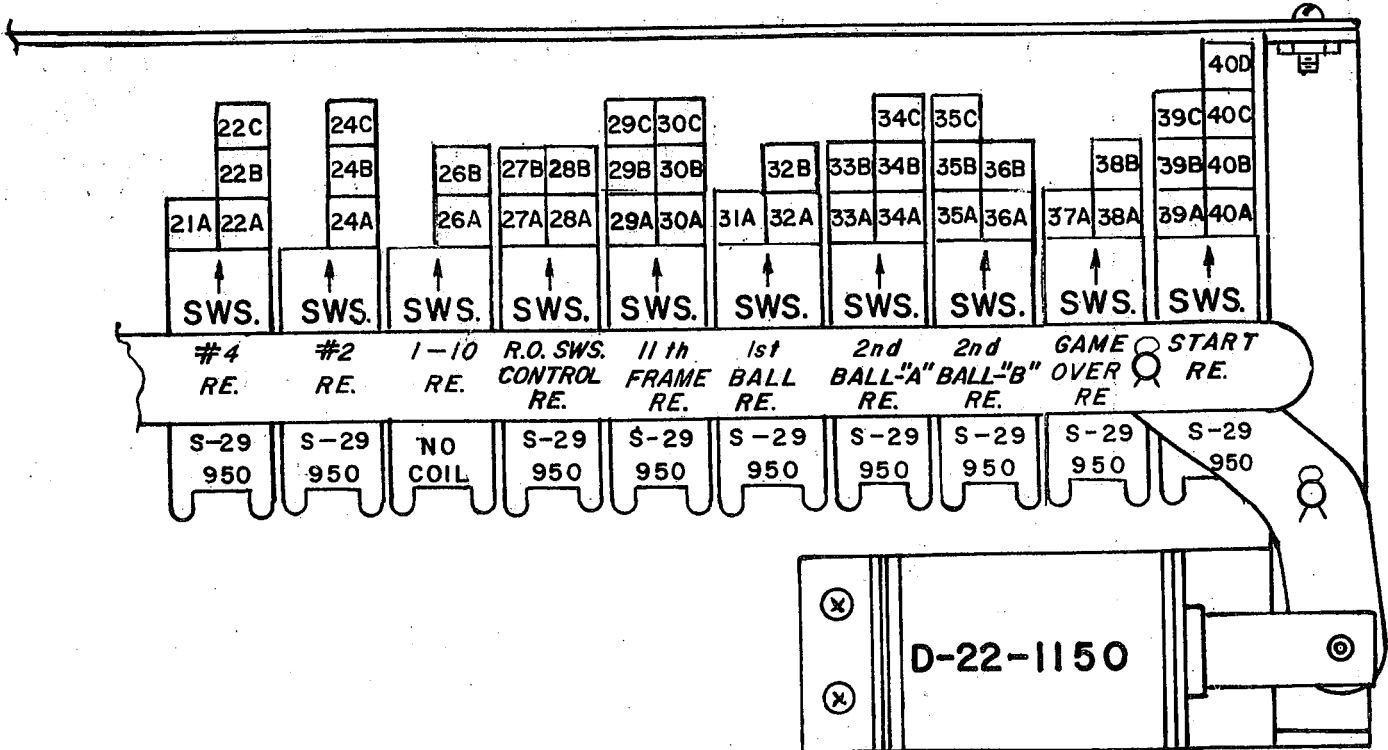 40D
22C 24C 29C 30C 34C 35C 39C 40C
22B 24B 26B 27B 28B 29B 30B 32B 33B 34B 35B 36B 38B 39B 40B
21A 22A 24A 26A 27A 28A 29A 30A 31A 32A 33A 34A 35A 36A 37A 38A 39A 40A
SWS. SWS. SWS. SWS. SWS. SWS. SWS. SWS. SWS. SWS.
#4 RE.
#2 RE.
1-10 RE.
R.O. SWS. CONTROL RE.
11th FRAME RE.
1st BALL RE.
2nd BALL-"A" RE.
2nd BALL-"B" RE.
GAME OVER RE
START RE.
S-29 950
S-29 950
NO COIL
S-29 950
S-29 950
S-29 950
S-29 950
S-29 950
S-29 950
S-29 950
D-22-1150